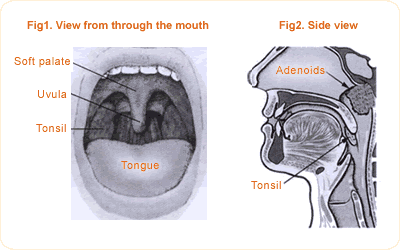 Fig1. View from through the mouth
Soft palate
Uvula
Tonsil
Tongue
Fig2. Side view
Adenoids
Tonsil